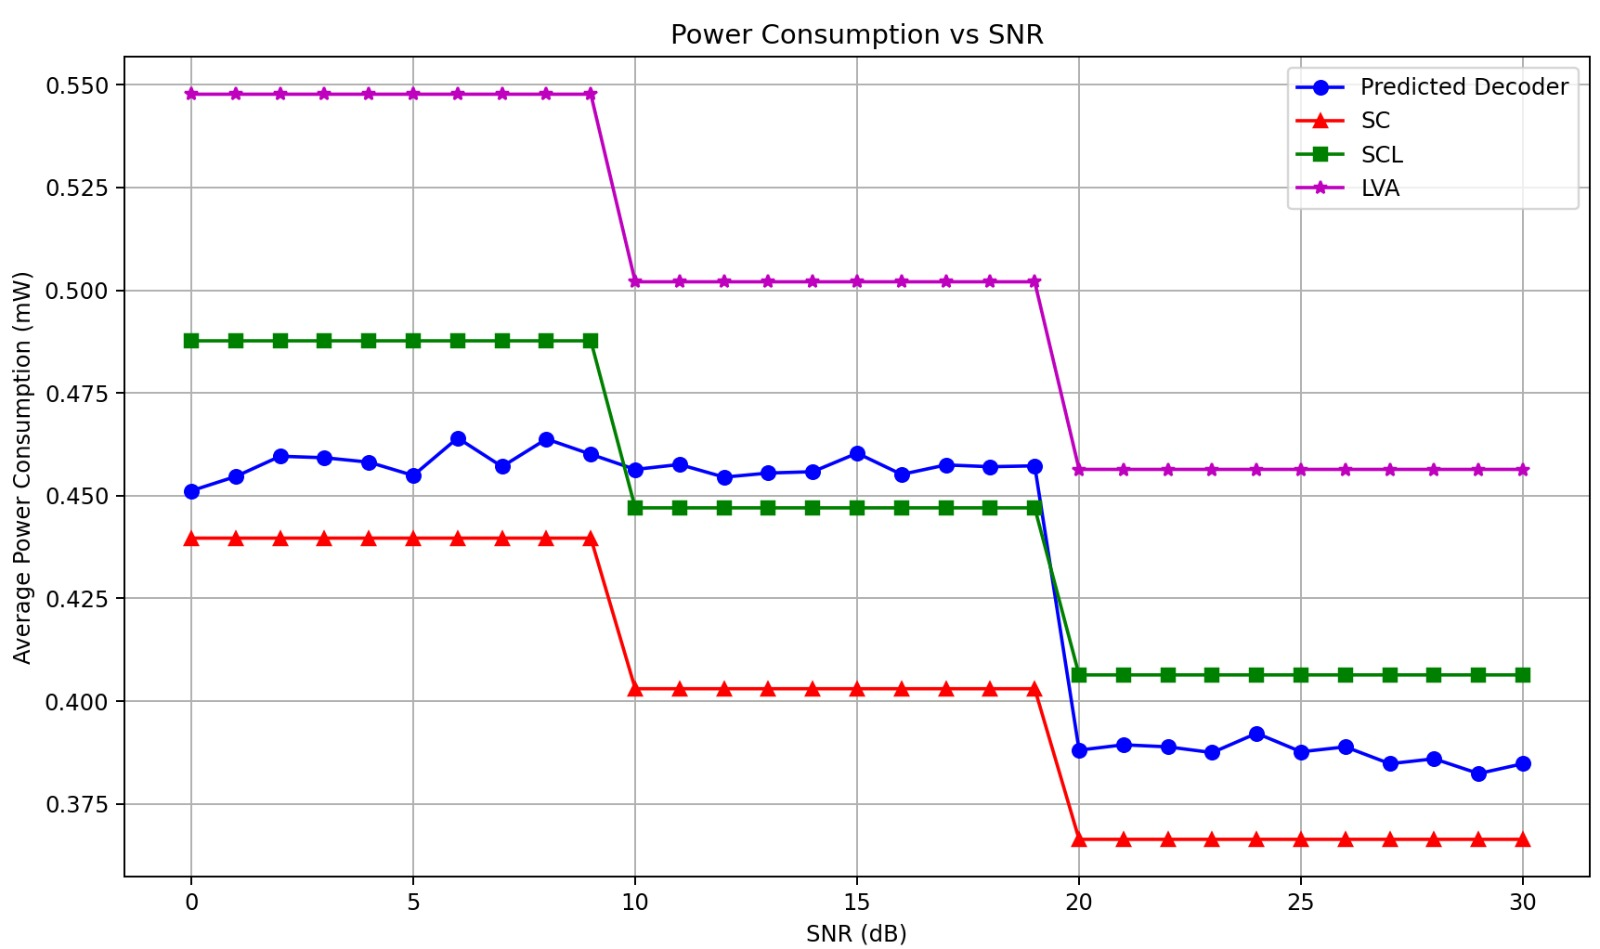 Power Consumption vs SNR
Predicted Decoder
SC
SCL
LVA
Average Power Consumption (mW)
0.550
0.525
0.500
0.475
0.450
0.425
0.400
0.375
0 5 10 15 20 25 30
SNR (dB)